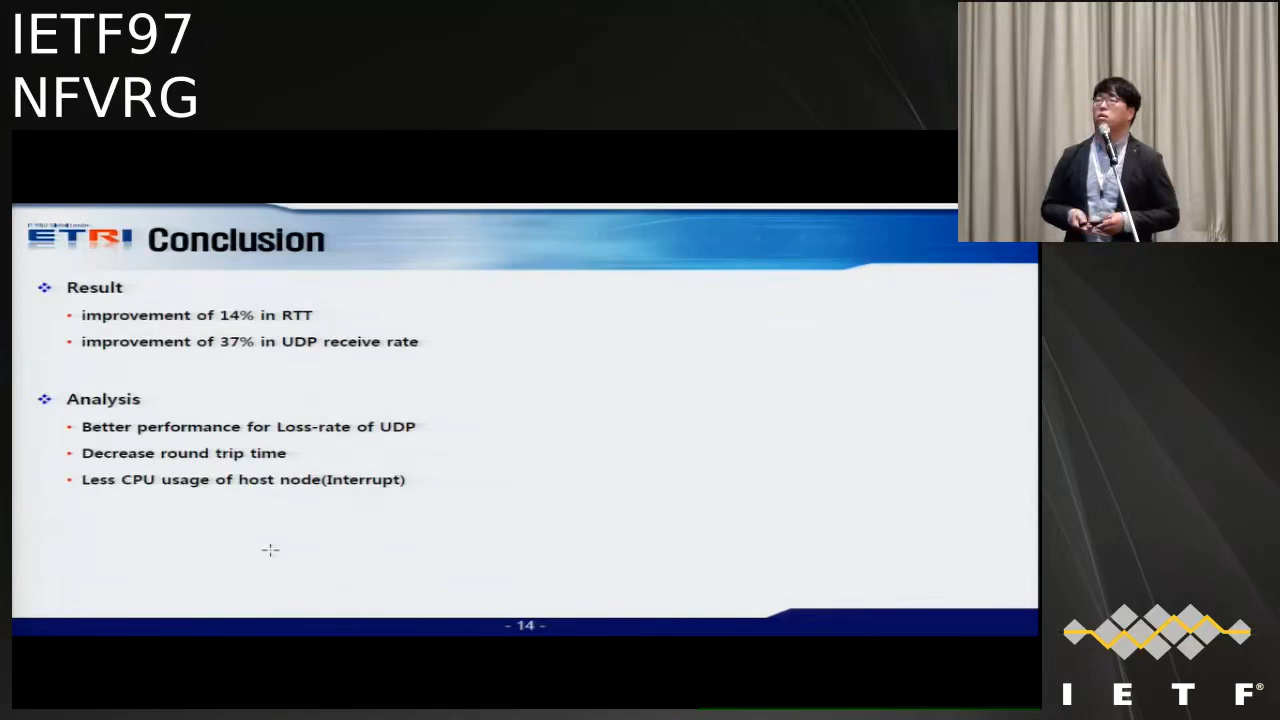 IETF97
NFVRG
ETRI
Conclusion
Result
improvement of 14% in RTT
improvement of 37% in UDP receive rate
Analysis
Better performance for Loss-rate of UDP
Decrease round trip time
Less CPU usage of host node(Interrupt)
- 14 -
I E T F®